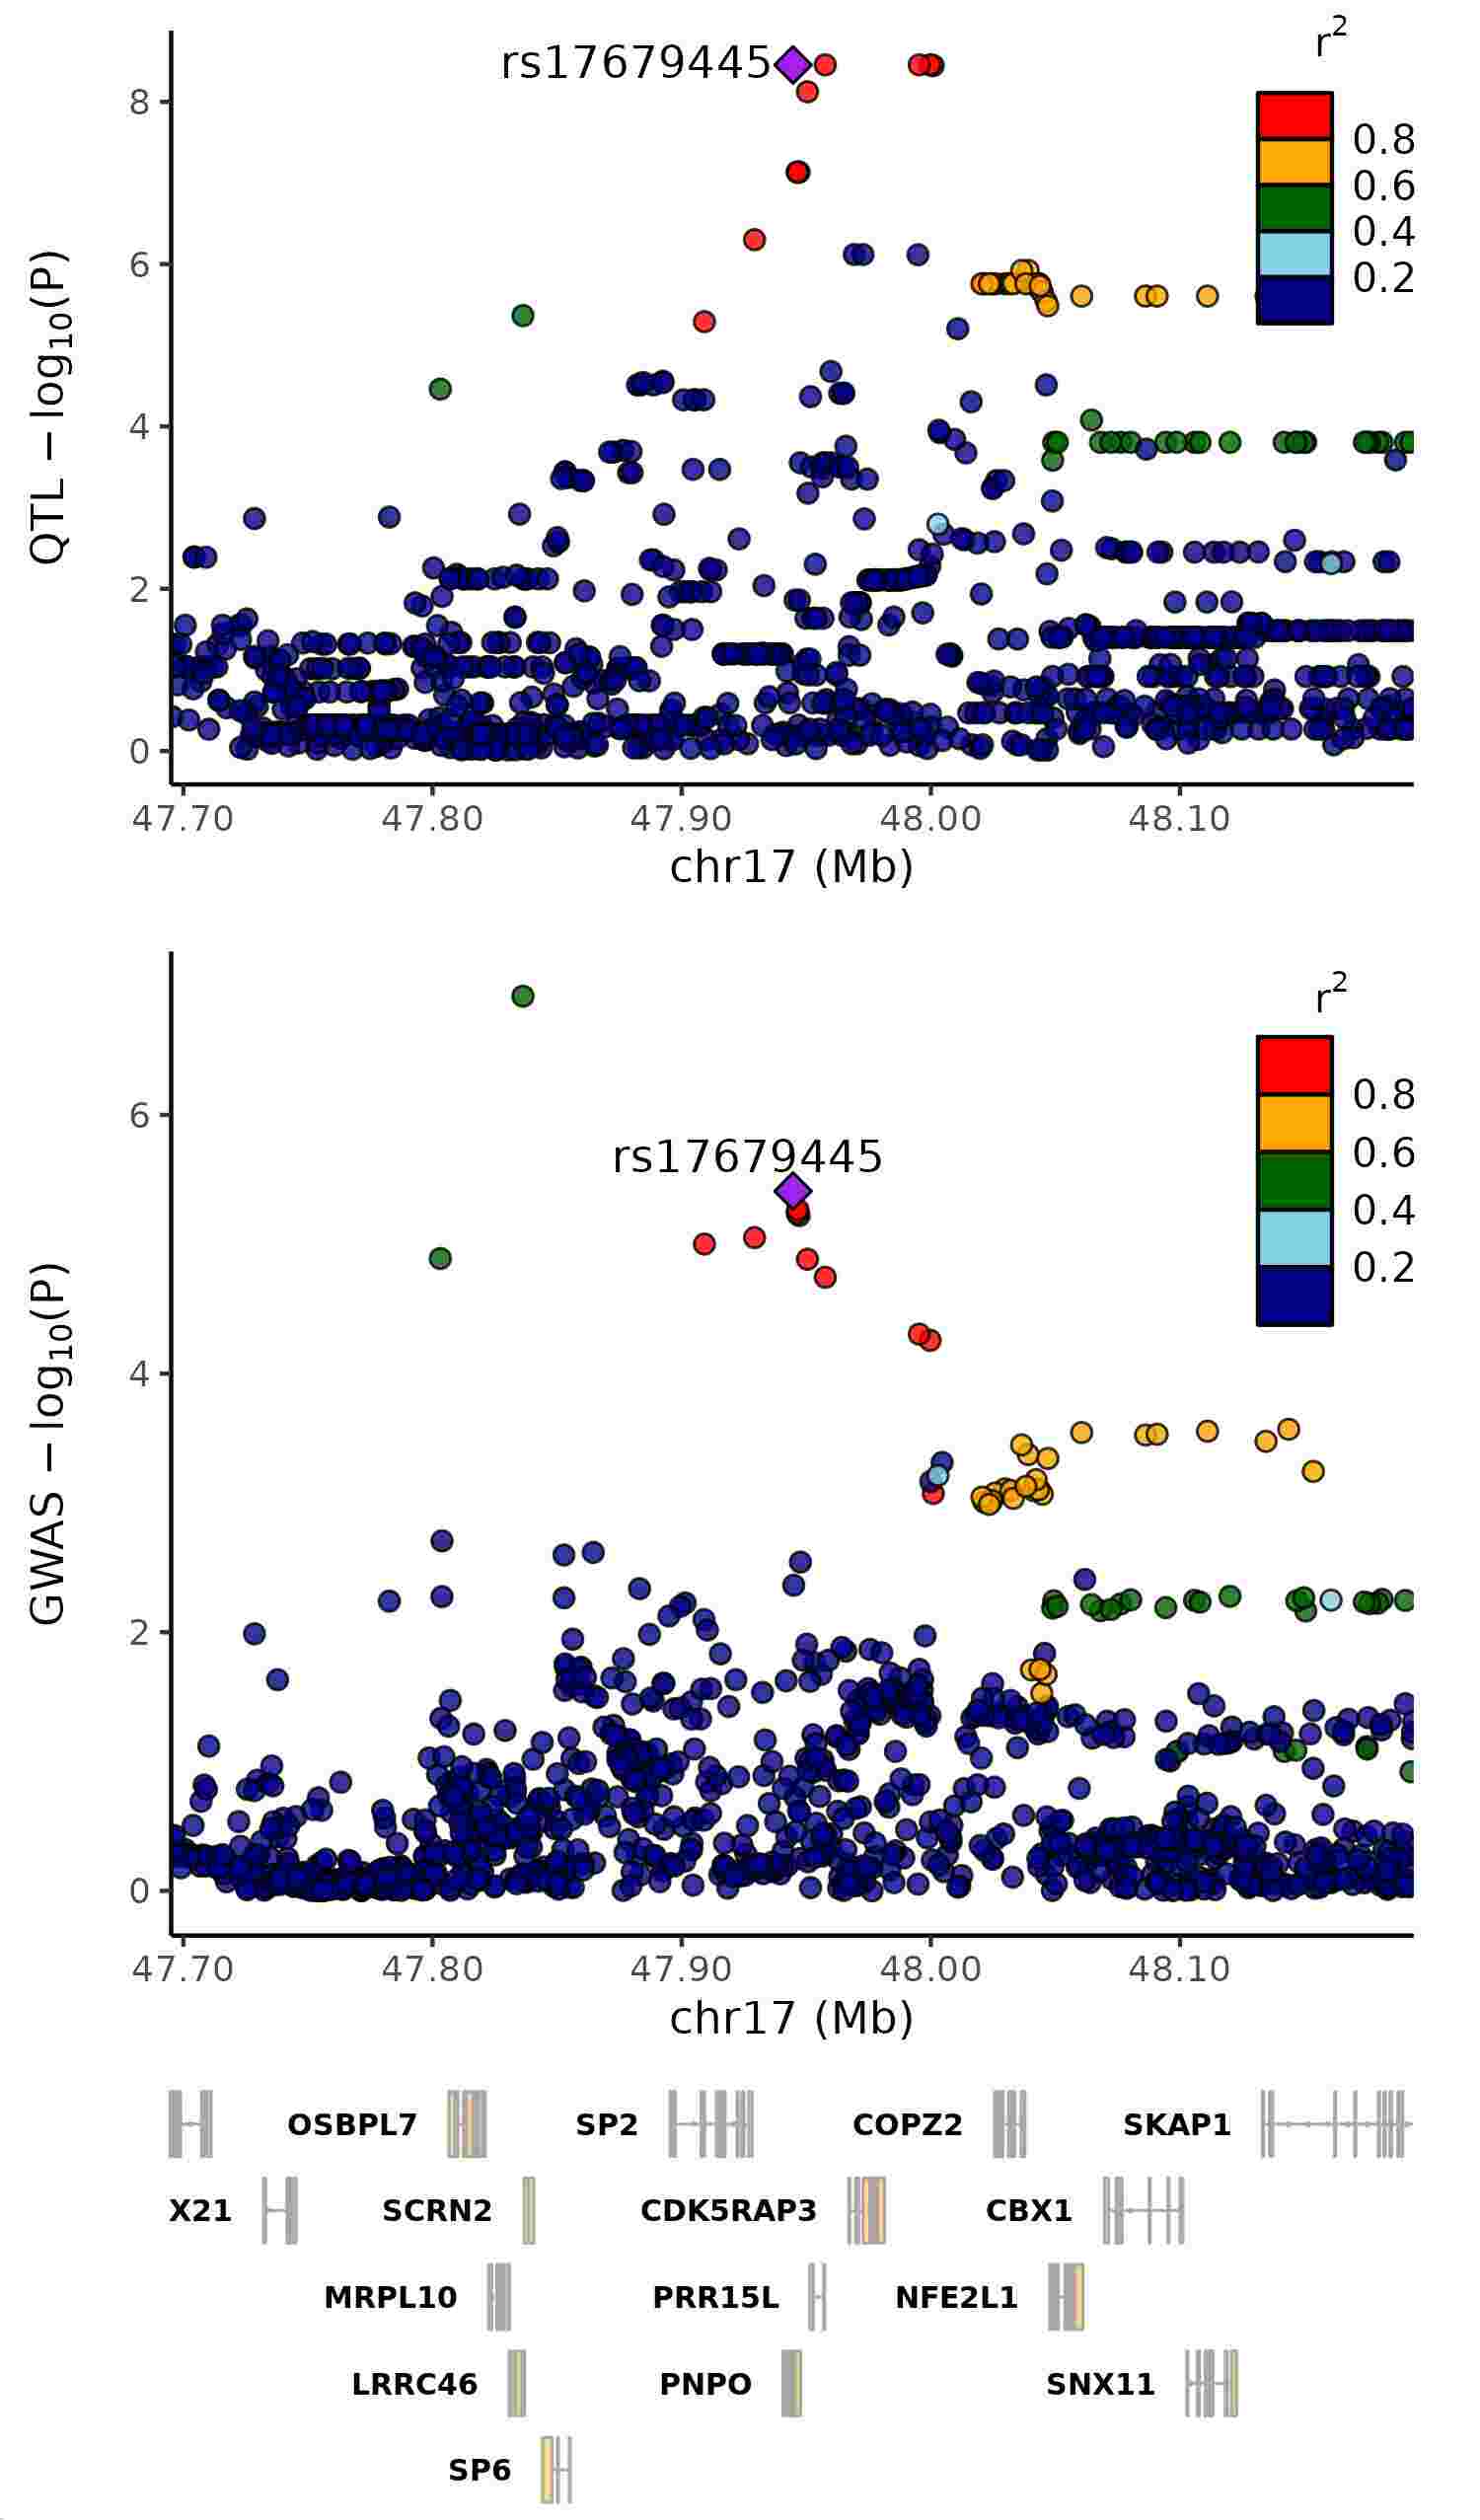 r²
rs17679445
0.8
0.6
0.4
0.2
8
6
4
2
0
QTL −log₁₀(P)
47.70 47.80 47.90 48.00 48.10
chr17 (Mb)
r²
0.8
0.6
0.4
0.2
rs17679445
6
4
2
0
GWAS −log₁₀(P)
47.70 47.80 47.90 48.00 48.10
chr17 (Mb)
OSBPL7 SP2 COPZ2 SKAP1
X21 SCRN2 CDK5RAP3 CBX1
MRPL10 PRR15L NFE2L1
LRRC46 PNPO SNX11
SP6